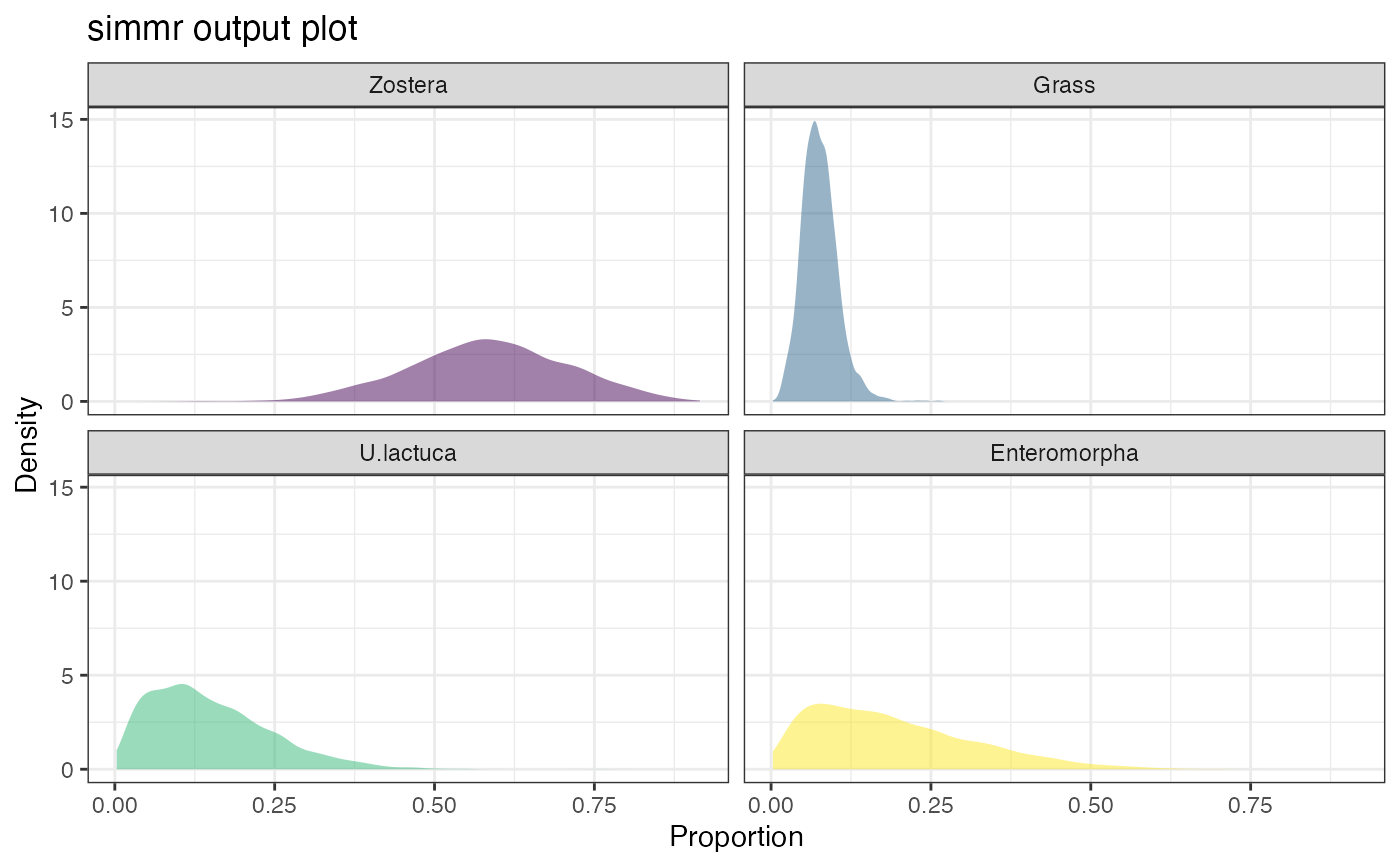 simmr output plot
Zostera
Grass
15
10
5
0
Density
U.lactuca
Enteromorpha
15
10
5
0
0.00 0.25 0.50 0.75 0.00 0.25 0.50 0.75
Proportion